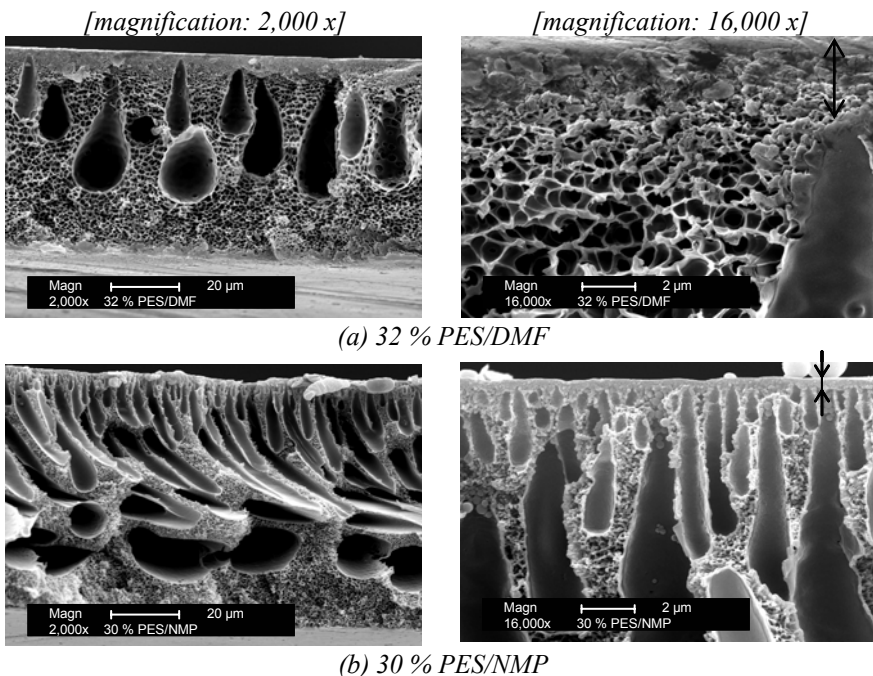 [magnification: 2,000 x]
[magnification: 16,000 x]
Magn 20 µm
2,000x 32 % PES/DMF
Magn 2 µm
16,000x 32 % PES/DMF
(a) 32 % PES/DMF
Magn 20 µm
2,000x 30 % PES/NMP
Magn 2 µm
16,000x 30 % PES/NMP
(b) 30 % PES/NMP